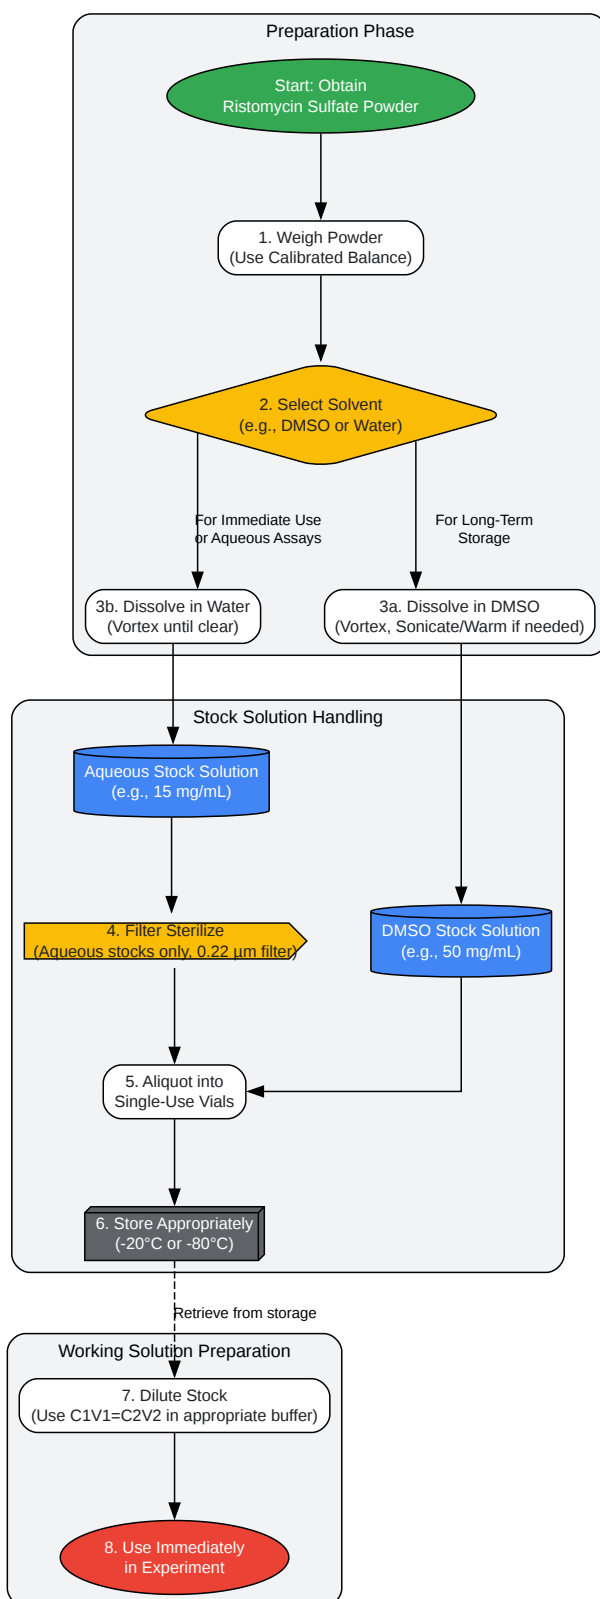 Preparation Phase
Start: Obtain
Ristomycin Sulfate Powder
1. Weigh Powder
(Use Calibrated Balance)
2. Select Solvent
(e.g., DMSO or Water)
For Immediate Use
or Aqueous Assays
For Long-Term
Storage
3b. Dissolve in Water
(Vortex until clear)
3a. Dissolve in DMSO
(Vortex, Sonicate/Warm if needed)
Stock Solution Handling
Aqueous Stock Solution
(e.g., 15 mg/mL)
4. Filter Sterilize
(Aqueous stocks only, 0.22 µm filter)
DMSO Stock Solution
(e.g., 50 mg/mL)
5. Aliquot into
Single-Use Vials
6. Store Appropriately
(-20°C or -80°C)
Retrieve from storage
Working Solution Preparation
7. Dilute Stock
(Use C1V1=C2V2 in appropriate buffer)
8. Use Immediately
in Experiment